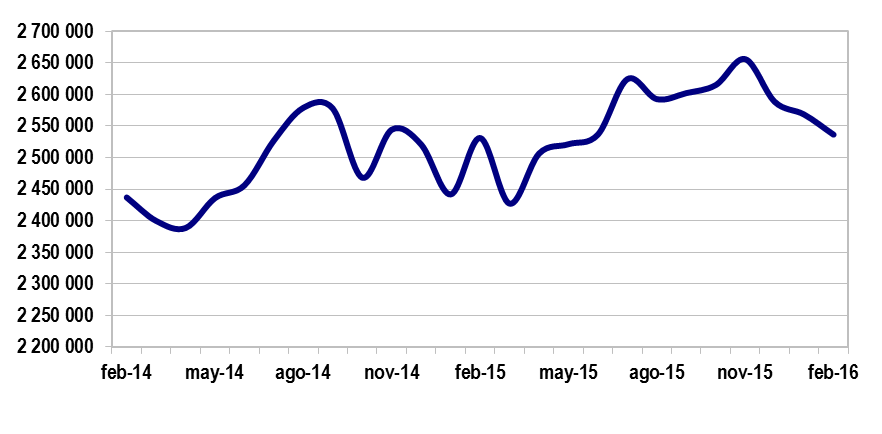 2 700 000
2 650 000
2 600 000
2 550 000
2 500 000
2 450 000
2 400 000
2 350 000
2 300 000
2 250 000
2 200 000
feb-14 may-14 ago-14 nov-14 feb-15 may-15 ago-15 nov-15 feb-16